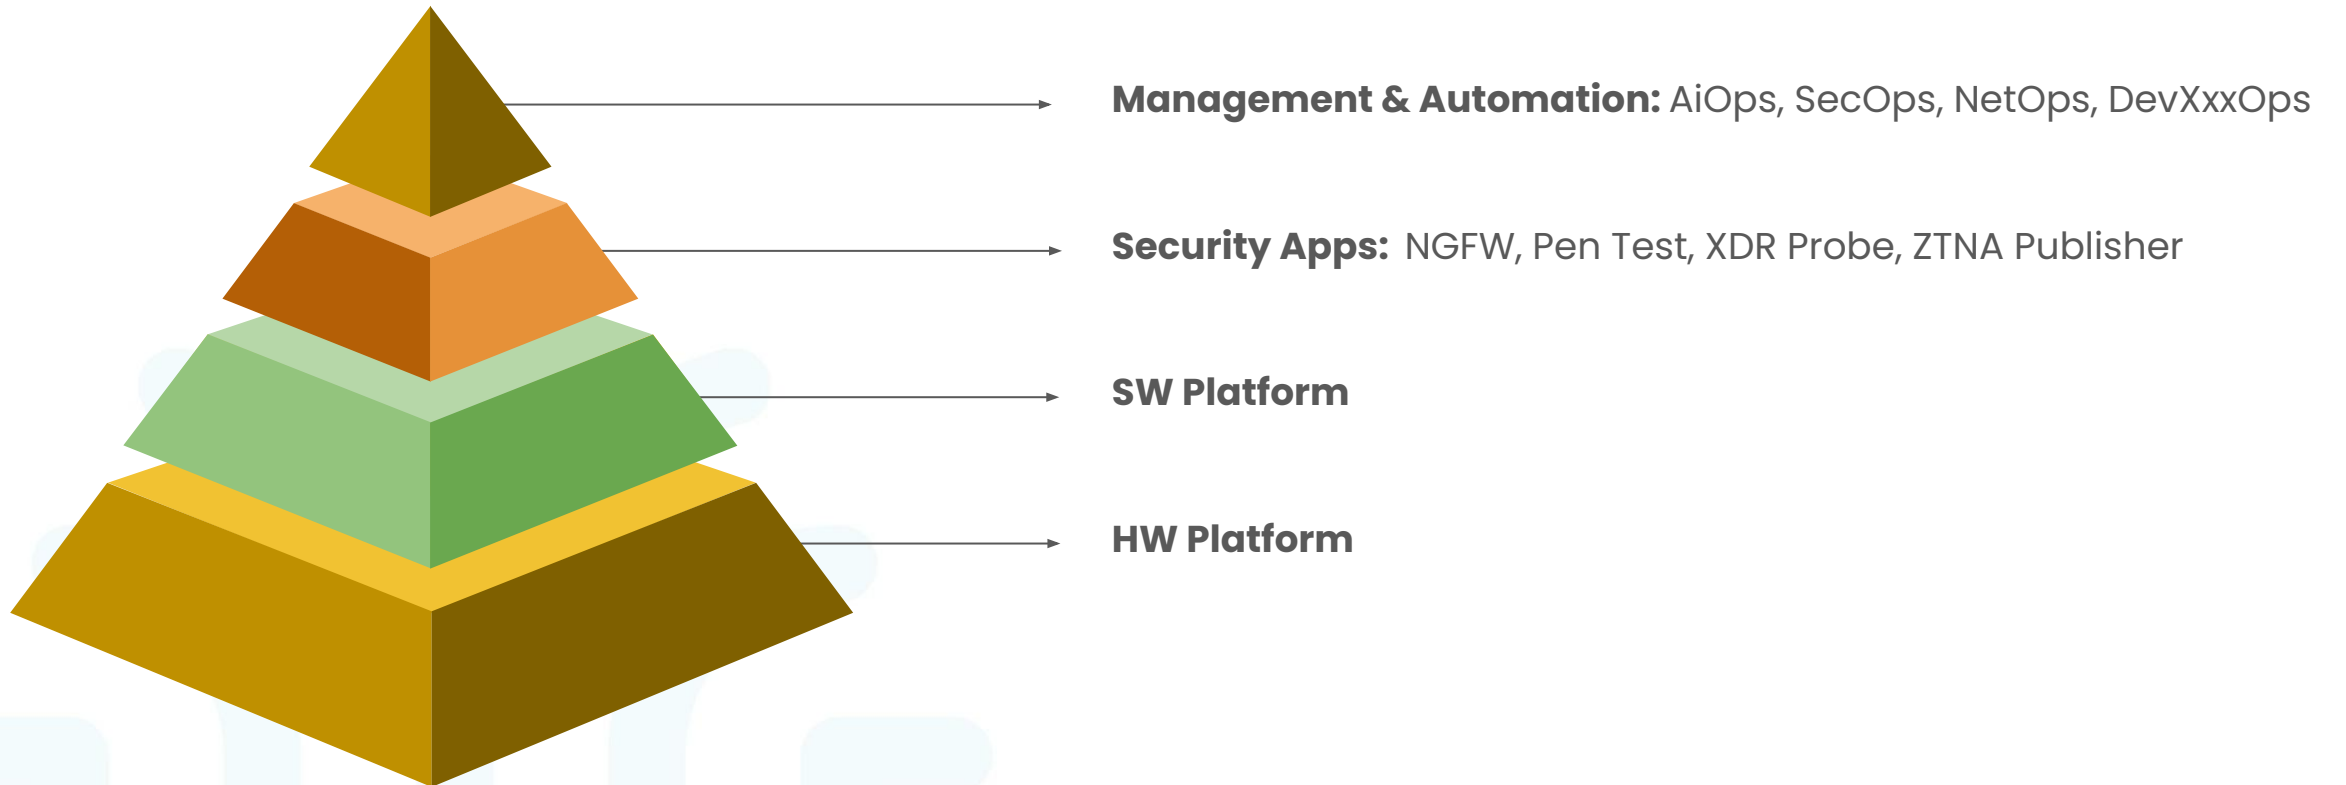 Management & Automation: AiOps, SecOps, NetOps, DevXxxOps
Security Apps: NGFW, Pen Test, XDR Probe, ZTNA Publisher
SW Platform
HW Platform